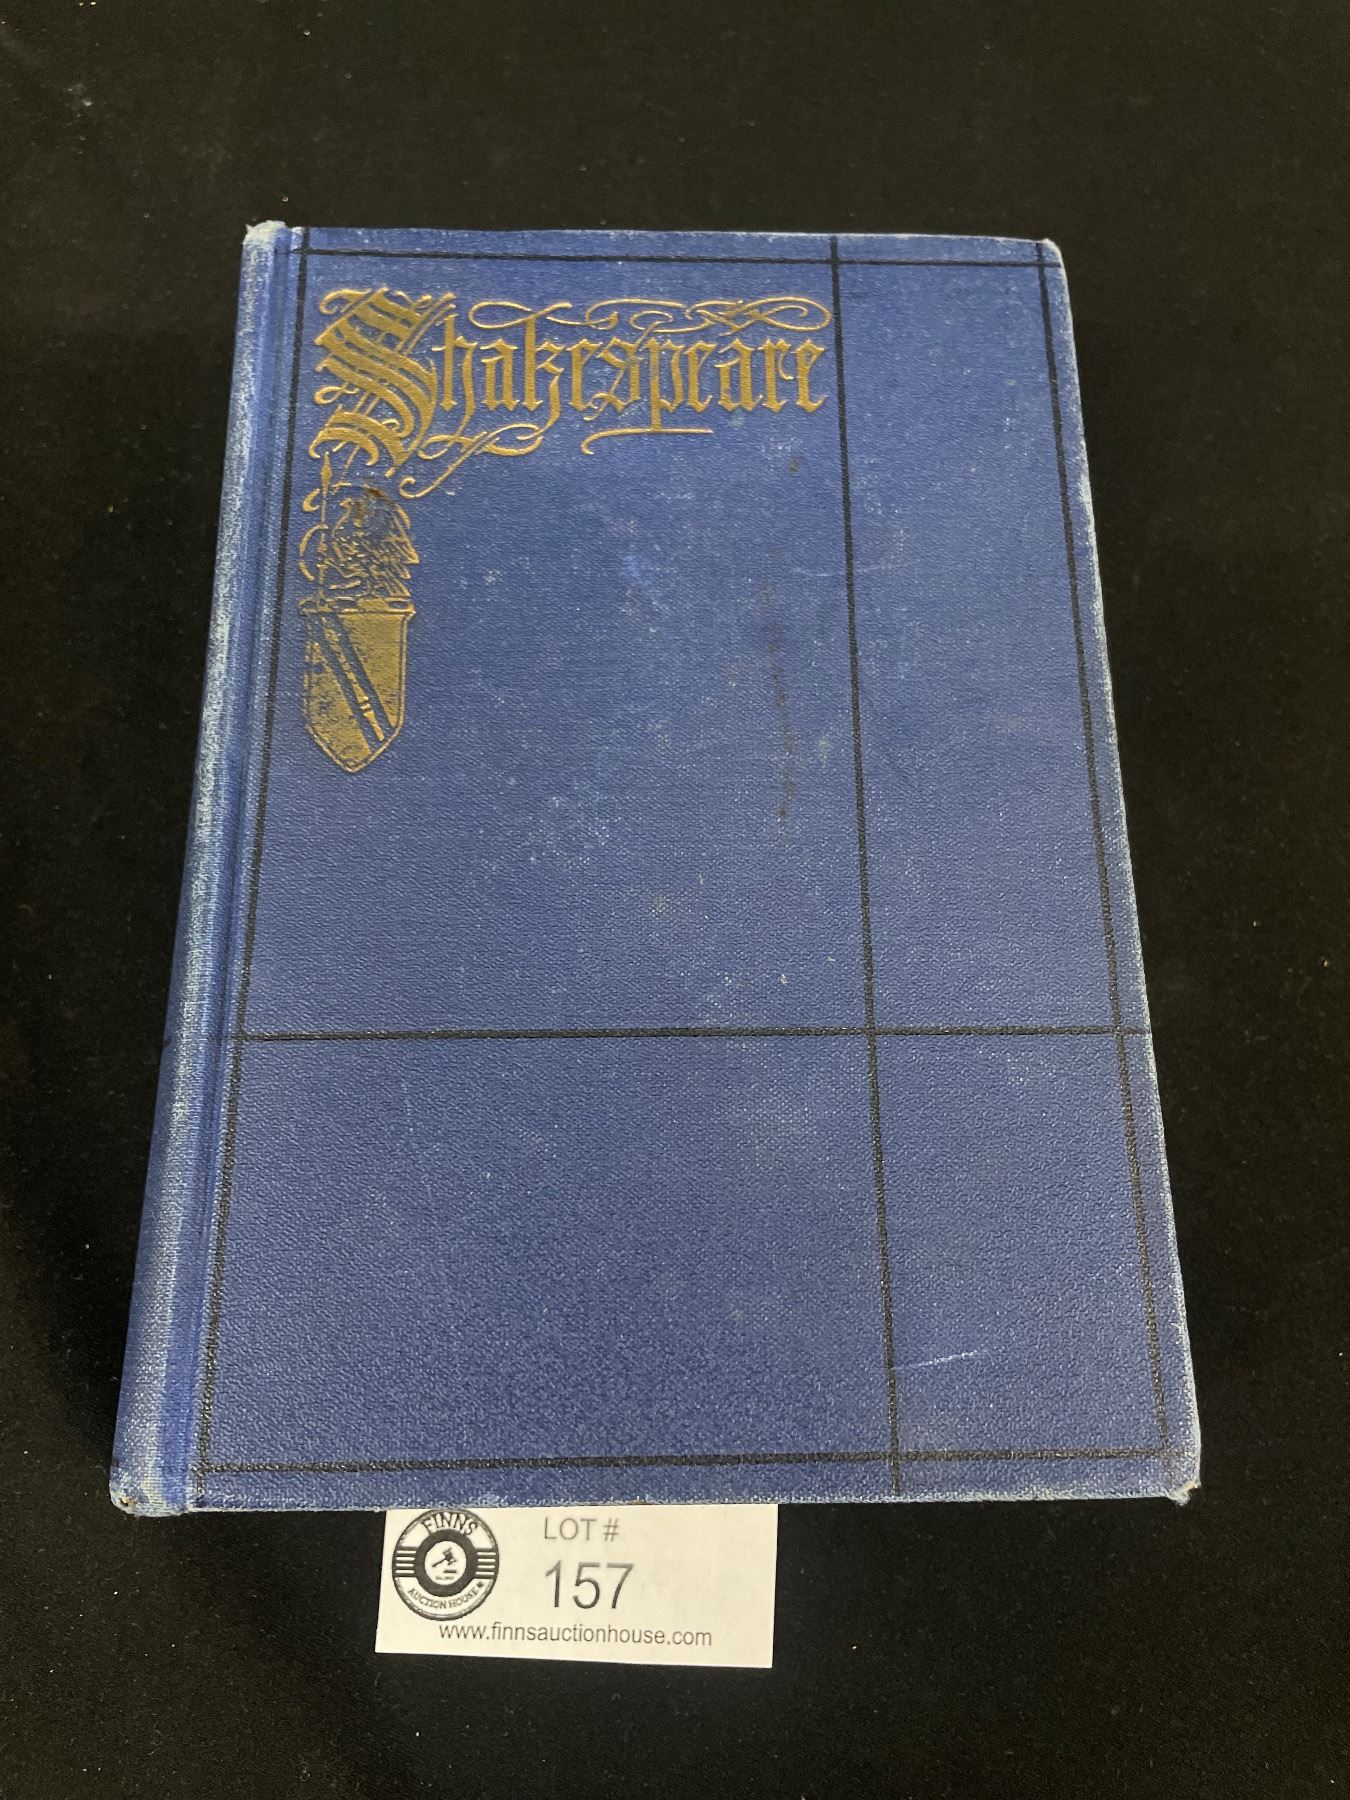 Shakespeare
FINNS
AUCTION HOUSE
LOT #
157
www.finnsauctionhouse.com